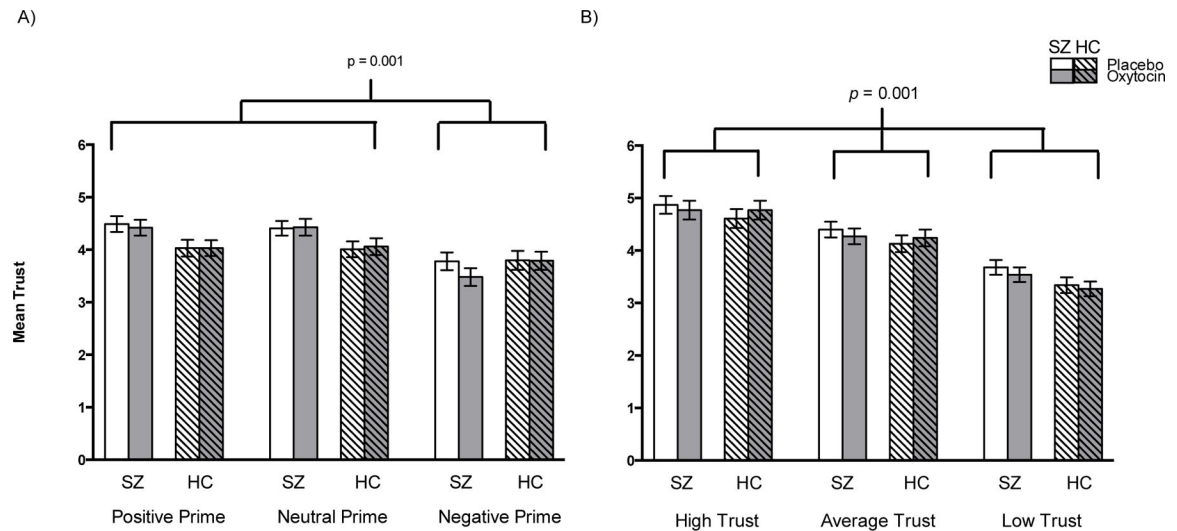 A)
p = 0.001
6
5
4
3
2
1
0
Mean Trust
SZ HC SZ HC SZ HC
Positive Prime Neutral Prime Negative Prime
B)
SZ HC
Placebo
Oxytocin
p = 0.001
6
5
4
3
2
1
0
SZ HC SZ HC SZ HC
High Trust Average Trust Low Trust